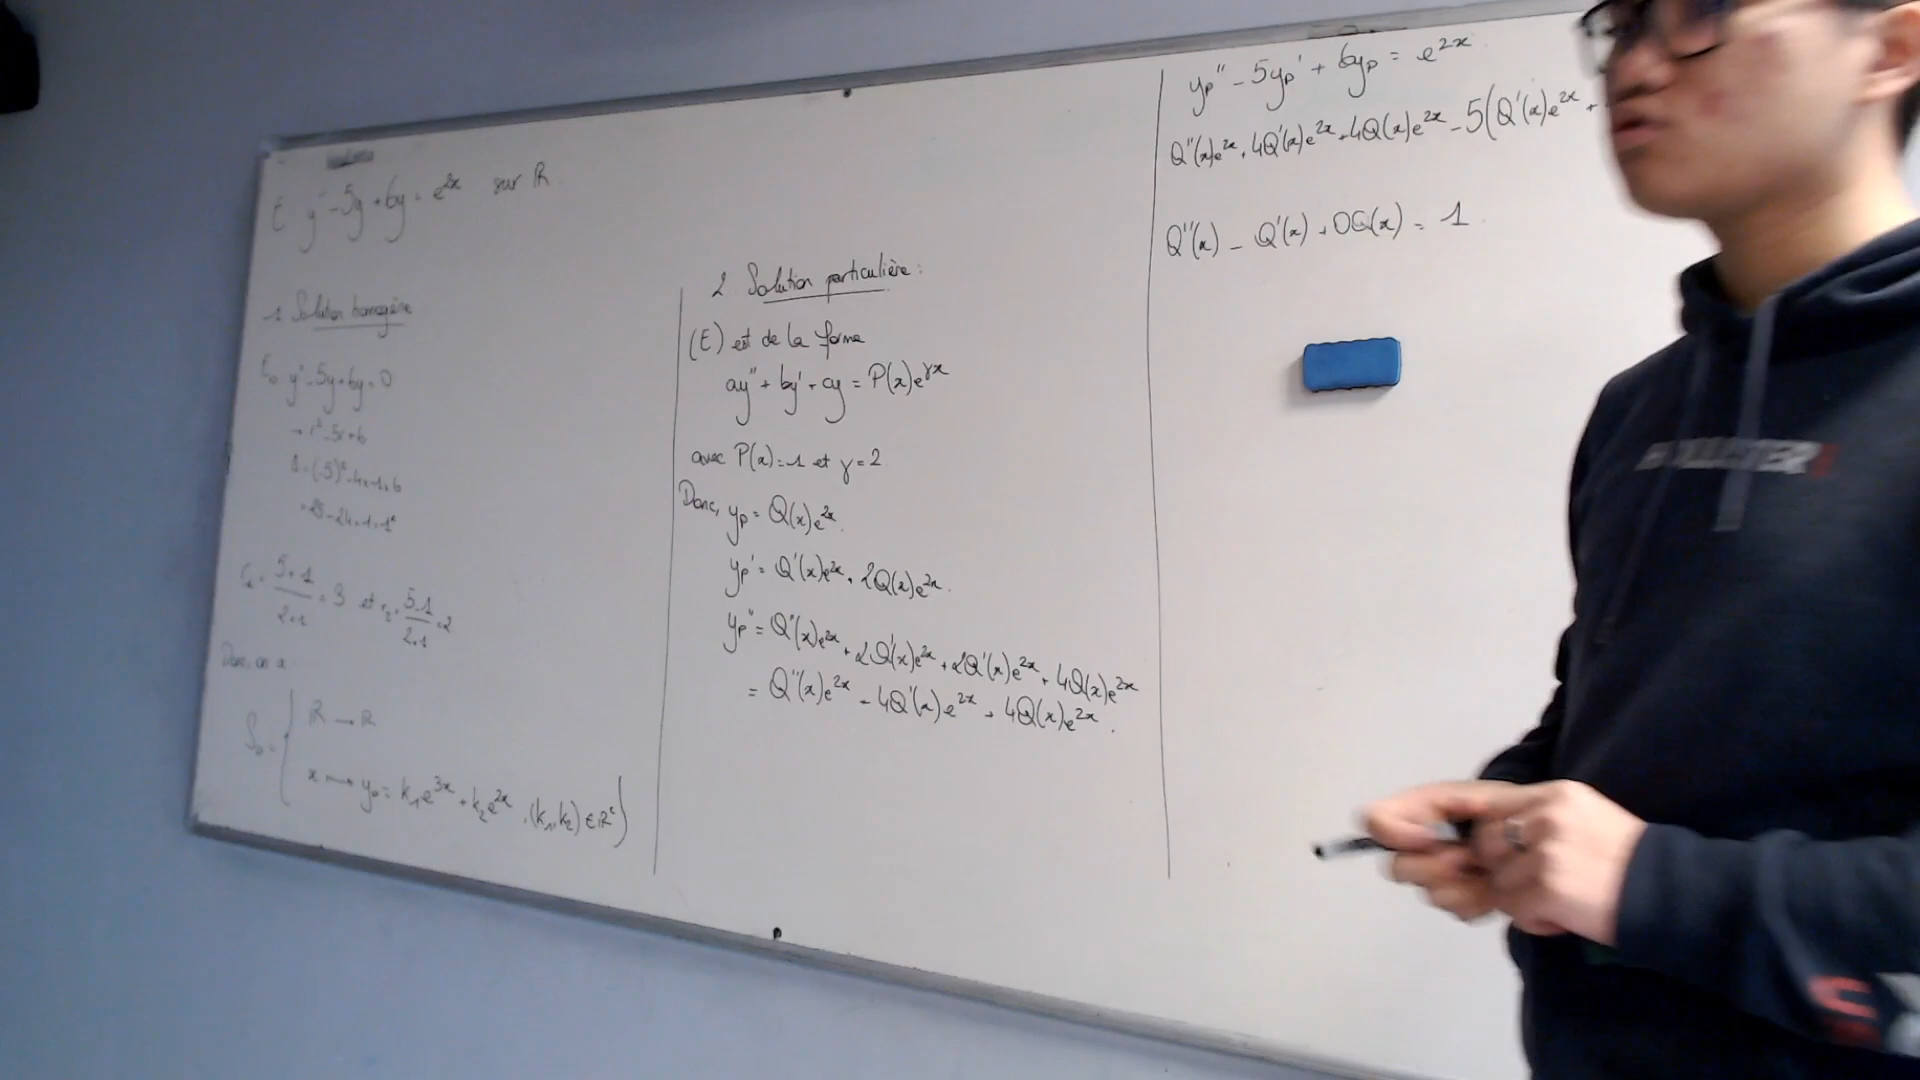 E y'' - 5y' + 6y = e^{2x} sur ℝ.
1 Solution homogène
E₀ y'' - 5y' + 6y = 0
→ r² - 5r + 6
Δ = (-5)² - 4×1×6
= 25 - 24 = 1 = 1²
r₁ = (5+1)/(2×1) = 3 et r₂ = (5-1)/(2×1) = 2
Donc, on a
S₀ = { ℝ → ℝ
x ↦ y₀ = k₁e^{3x} + k₂e^{2x}, (k₁, k₂) ∈ ℝ² }
2 Solution particulière :
(E) est de la forme
ay'' + by' + cy = P(x)e^{γx}
avec P(x) = 1 et γ = 2
Donc, yₚ = Q(x)e^{2x}.
yₚ' = Q'(x)e^{2x} + 2Q(x)e^{2x}.
yₚ'' = Q''(x)e^{2x} + 2Q'(x)e^{2x} + 2Q'(x)e^{2x} + 4Q(x)e^{2x}
= Q''(x)e^{2x} + 4Q'(x)e^{2x} + 4Q(x)e^{2x}.
yₚ'' - 5yₚ' + 6yₚ = e^{2x}
Q''(x)e^{2x} + 4Q'(x)e^{2x} + 4Q(x)e^{2x} - 5(Q'(x)e^{2x} +
Q''(x) - Q'(x) + 0Q(x) = 1.